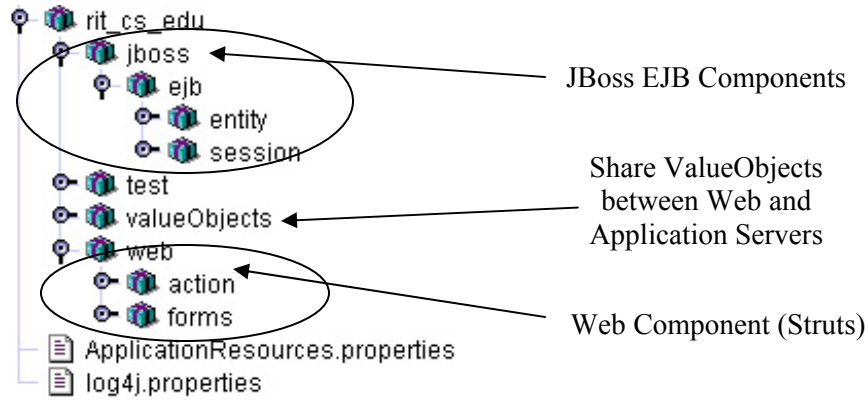 rit_cs_edu
jboss
ejb
entity
session
test
valueObjects
web
action
forms
ApplicationResources.properties
log4j.properties
JBoss EJB Components
Share ValueObjects
between Web and
Application Servers
Web Component (Struts)